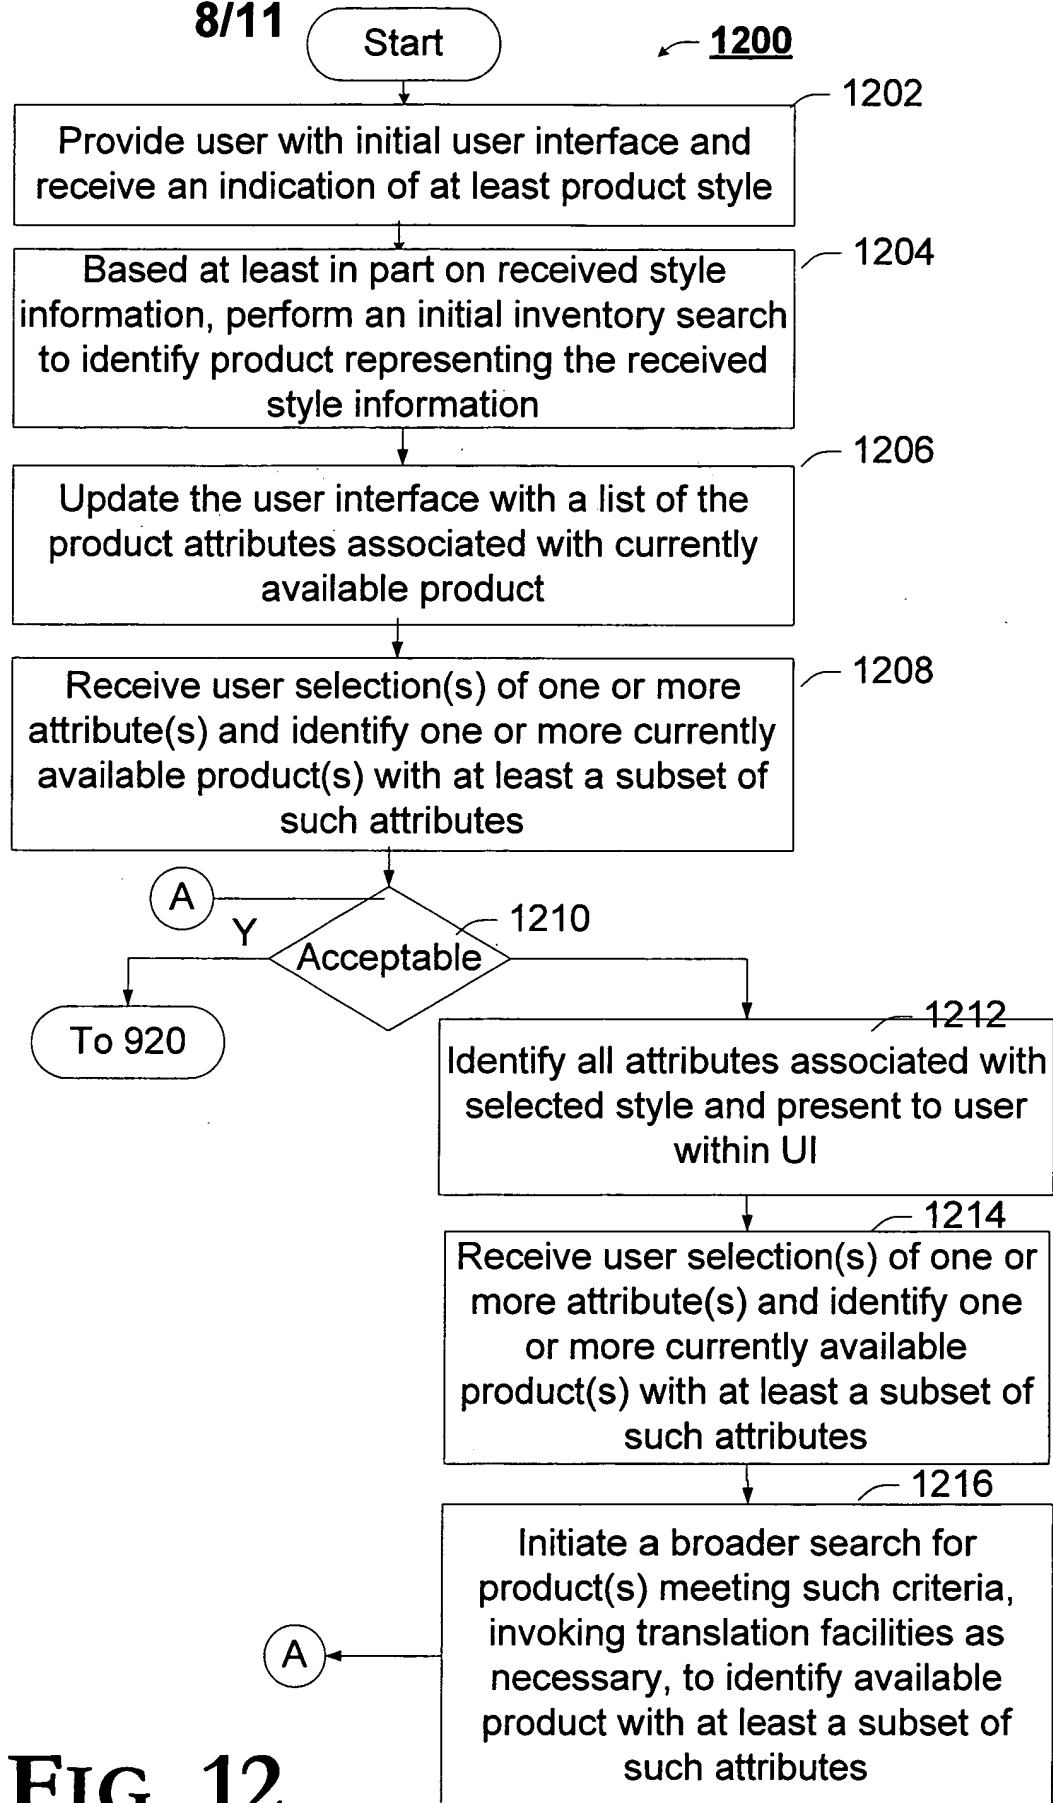 8/11
Start
1200
1202
Provide user with initial user interface and
receive an indication of at least product style
1204
Based at least in part on received style
information, perform an initial inventory search
to identify product representing the received
style information
1206
Update the user interface with a list of the
product attributes associated with currently
available product
1208
Receive user selection(s) of one or more
attribute(s) and identify one or more currently
available product(s) with at least a subset of
such attributes
A
Y
1210
Acceptable
To 920
1212
Identify all attributes associated with
selected style and present to user
within UI
1214
Receive user selection(s) of one or
more attribute(s) and identify one
or more currently available
product(s) with at least a subset of
such attributes
1216
Initiate a broader search for
product(s) meeting such criteria,
invoking translation facilities as
necessary, to identify available
product with at least a subset of
such attributes
A
FIG. 12